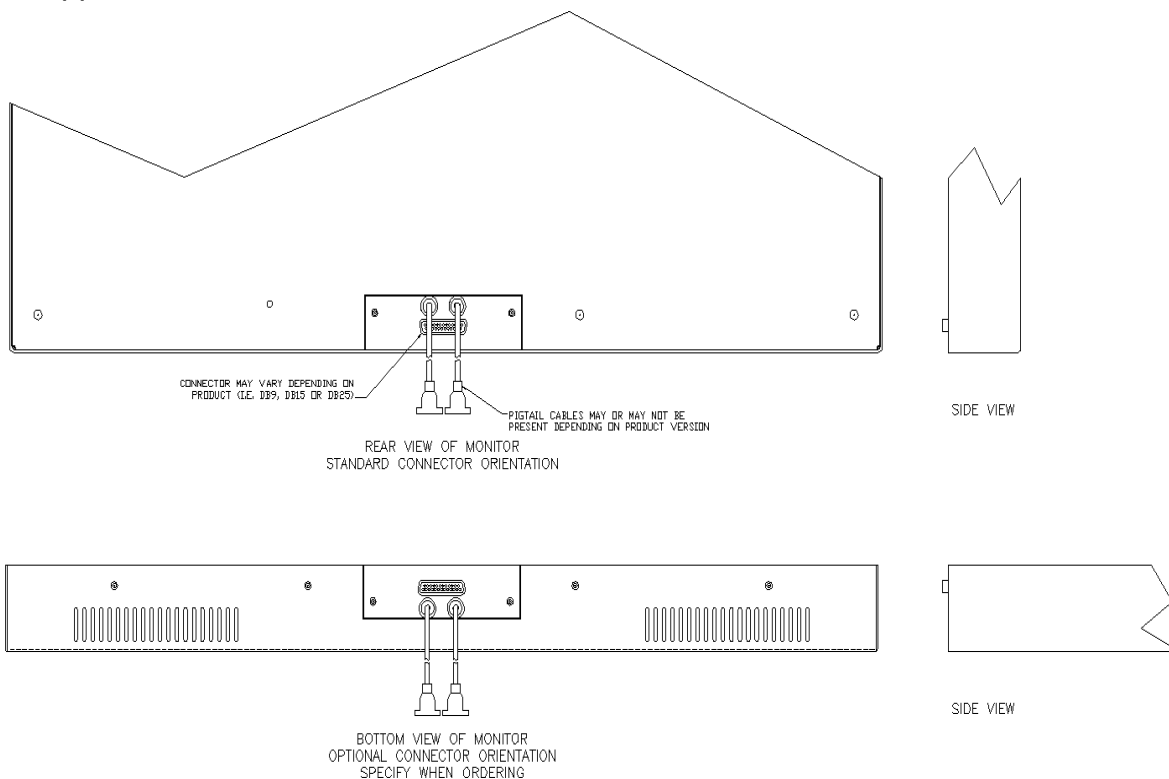 CONNECTOR MAY VARY DEPENDING ON
PRODUCT (I.E. DB9, DB15 OR DB25)
PIGTAIL CABLES MAY OR MAY NOT BE
PRESENT DEPENDING ON PRODUCT VERSION
REAR VIEW OF MONITOR
STANDARD CONNECTOR ORIENTATION
SIDE VIEW
BOTTOM VIEW OF MONITOR
OPTIONAL CONNECTOR ORIENTATION
SPECIFY WHEN ORDERING
SIDE VIEW